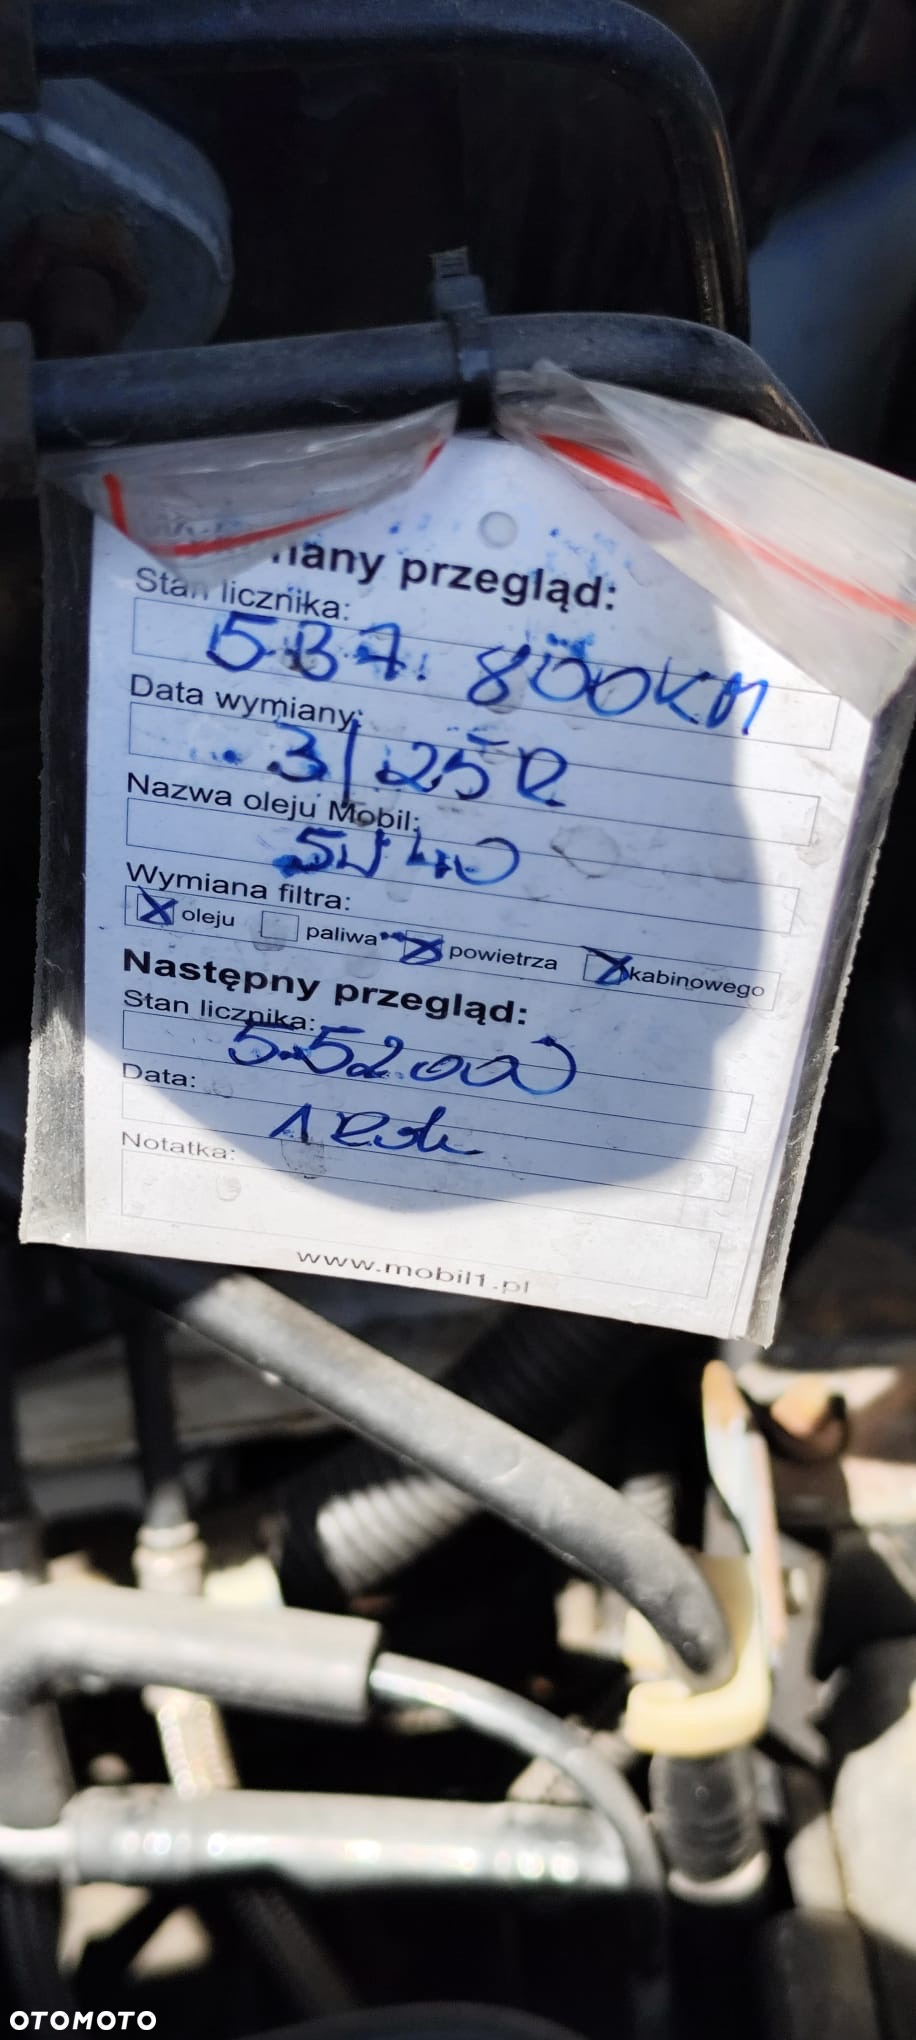 przegląd:
Stan licznika:
537.800KM
Data wymiany:
3/25R
Nazwa oleju Mobil:
5W40
Wymiana filtra:
oleju paliwa powietrza kabinowego
Następny przegląd:
Stan licznika:
552.000
Data:
1 Rok
Notatka:
www.mobil1.pl
OTOMOTO